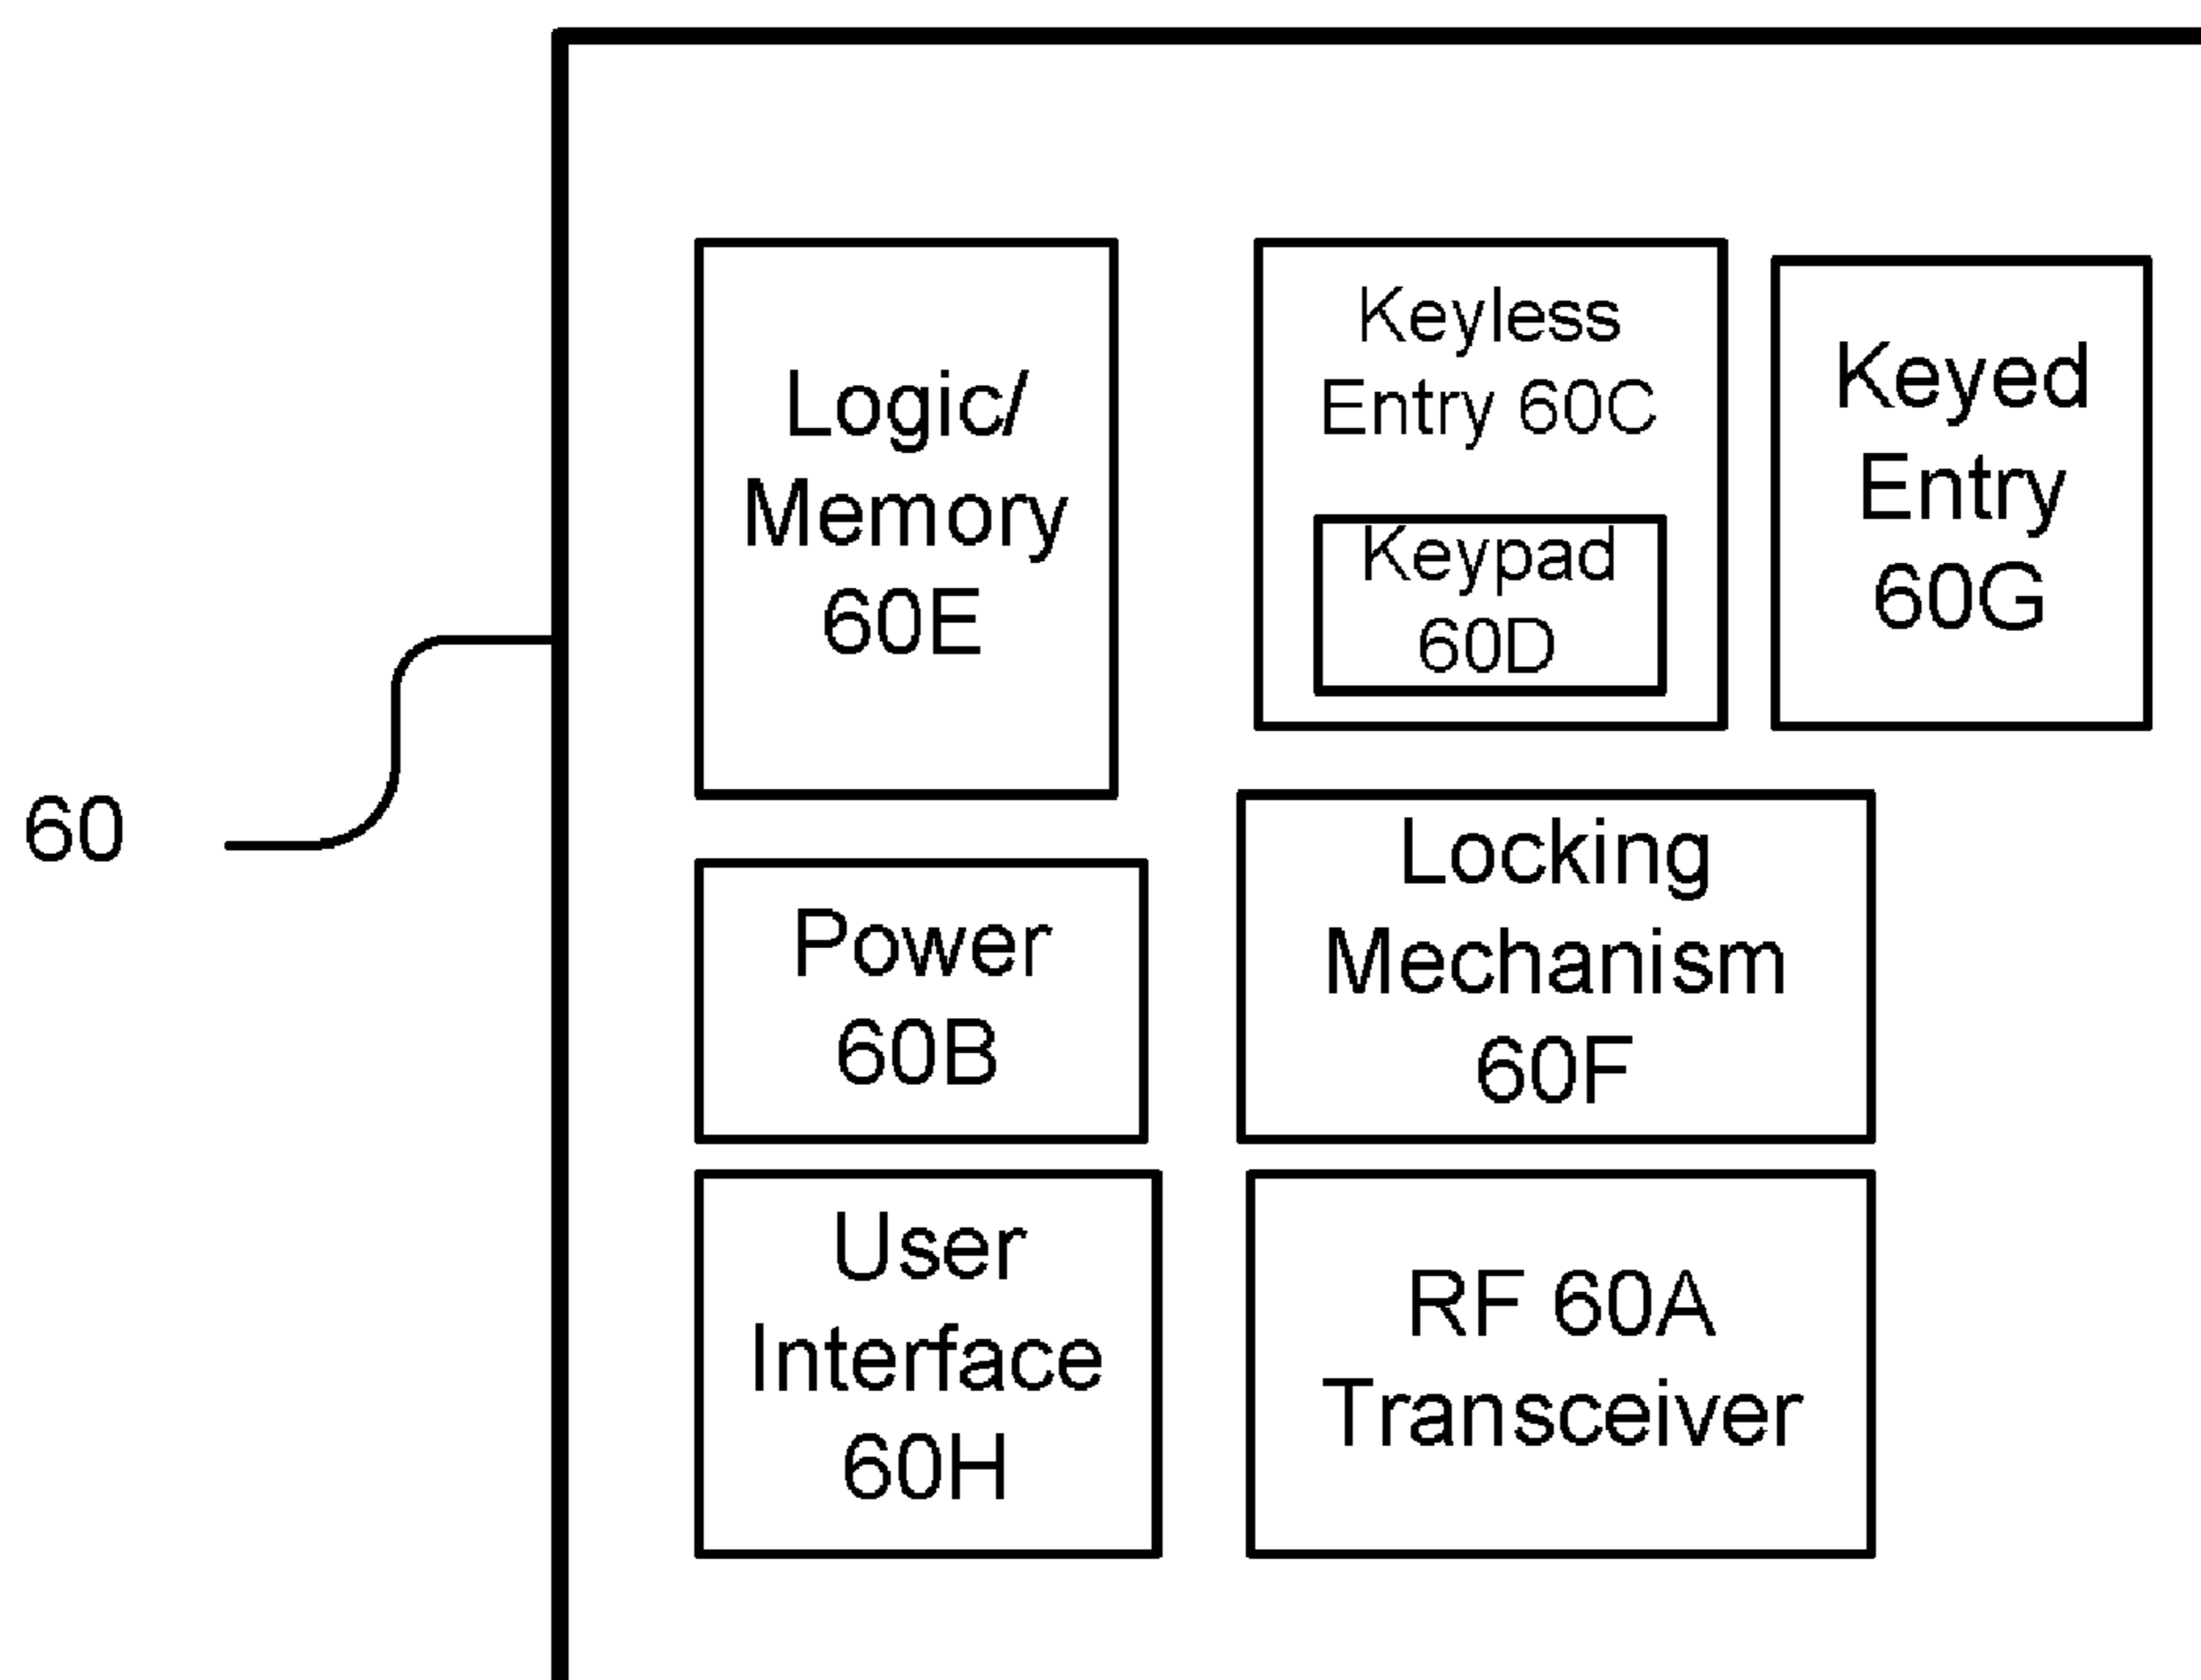 Logic/
Memory
60E
Keyless
Entry 60C
Keypad
60D
Keyed
Entry
60G
60
Power
60B
Locking
Mechanism
60F
User
Interface
60H
RF 60A
Transceiver